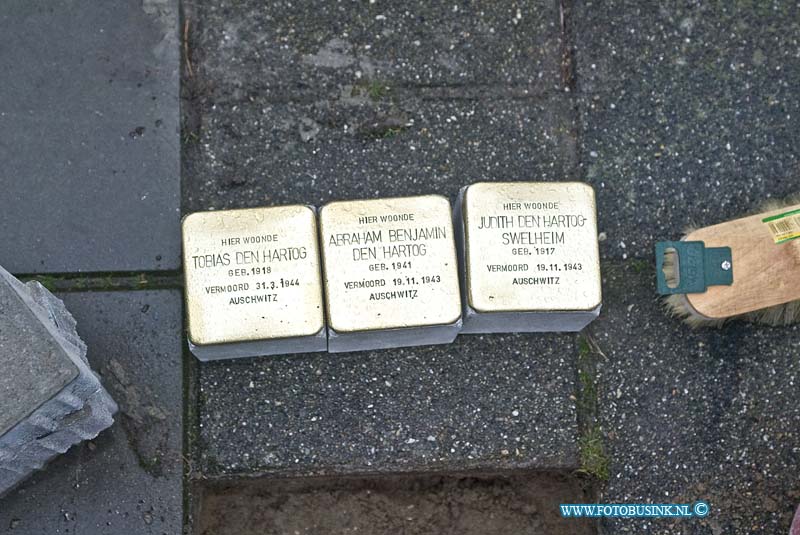 HIER WOONDE
TOBIAS DEN HARTOG
GEB. 1918
VERMOORD 31.3.1944
AUSCHWITZ
HIER WOONDE
ABRAHAM BENJAMIN
DEN HARTOG
GEB. 1941
VERMOORD 19.11.1943
AUSCHWITZ
HIER WOONDE
JUDITH DEN HARTOG-
SWELHEIM
GEB. 1917
VERMOORD 19.11.1943
AUSCHWITZ
WWW.FOTOBUSINK.NL ©